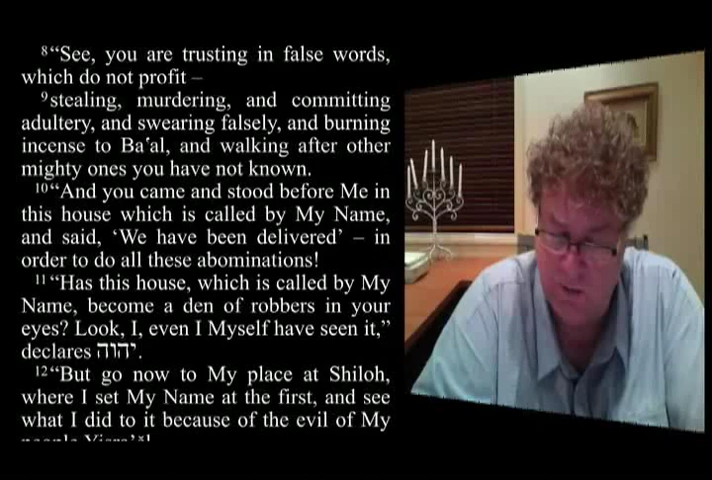 ⁸“See, you are trusting in false words,
which do not profit –
⁹stealing, murdering, and committing
adultery, and swearing falsely, and burning
incense to Ba’al, and walking after other
mighty ones you have not known.
¹⁰“And you came and stood before Me in
this house which is called by My Name,
and said, ‘We have been delivered’ – in
order to do all these abominations!
¹¹“Has this house, which is called by My
Name, become a den of robbers in your
eyes? Look, I, even I Myself have seen it,”
declares יהוה.
¹²“But go now to My place at Shiloh,
where I set My Name at the first, and see
what I did to it because of the evil of My